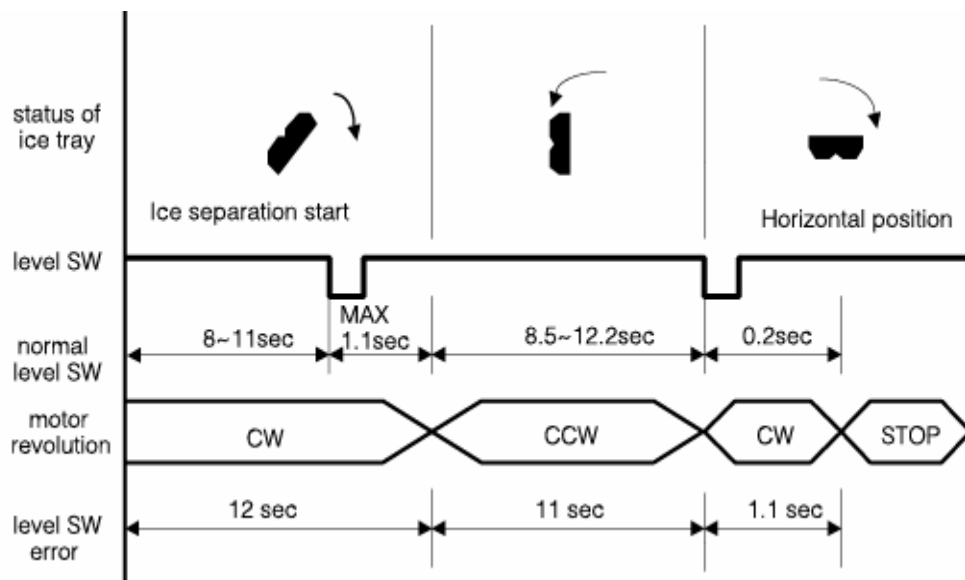 status of
ice tray
Ice separation start
Horizontal position
level SW
normal
level SW
8~11sec
MAX
1.1sec
8.5~12.2sec
0.2sec
motor
revolution
CW
CCW
CW
STOP
level SW
error
12 sec
11 sec
1.1 sec